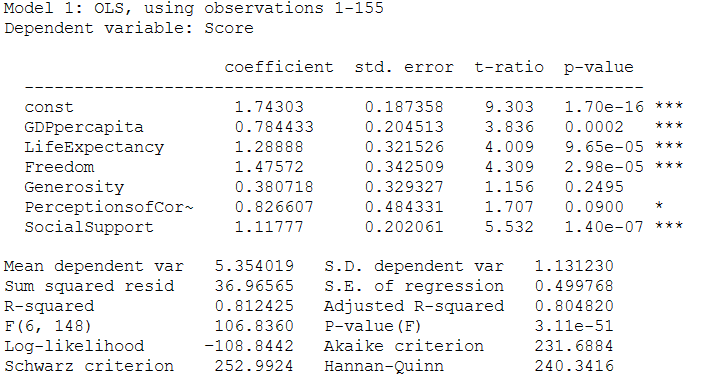 Model 1: OLS, using observations 1-155
Dependent variable: Score
coefficient std. error t-ratio p-value
---------------------------------------------------------------
const 1.74303 0.187358 9.303 1.70e-16 ***
GDPpercapita 0.784433 0.204513 3.836 0.0002 ***
LifeExpectancy 1.28888 0.321526 4.009 9.65e-05 ***
Freedom 1.47572 0.342509 4.309 2.98e-05 ***
Generosity 0.380718 0.329327 1.156 0.2495
PerceptionsofCor~ 0.826607 0.484331 1.707 0.0900 *
SocialSupport 1.11777 0.202061 5.532 1.40e-07 ***
Mean dependent var 5.354019 S.D. dependent var 1.131230
Sum squared resid 36.96565 S.E. of regression 0.499768
R-squared 0.812425 Adjusted R-squared 0.804820
F(6, 148) 106.8360 P-value(F) 3.11e-51
Log-likelihood -108.8442 Akaike criterion 231.6884
Schwarz criterion 252.9924 Hannan-Quinn 240.3416